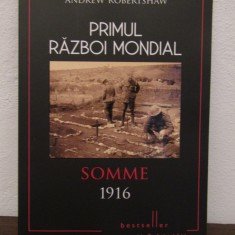 ANDREW ROBERTSHAW
PRIMUL
RĂZBOI MONDIAL
SOMME
1916
bestseller